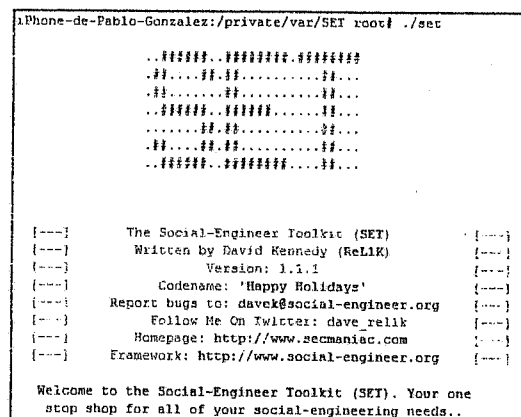 iPhone-de-Pablo-Gonzalez:/private/var/SET root# ./set
..######..########.########
.##....##.##..........##...
.##.......##..........##...
..######..######......##...
.......##.##..........##...
.##....##.##..........##...
..######..########....##...
[---] The Social-Engineer Toolkit (SET) [---]
[---] Written by David Kennedy (ReL1K) [---]
[---] Version: 1.1.1 [---]
[---] Codename: 'Happy Holidays' [---]
[---] Report bugs to: davek@social-engineer.org [---]
[---] Follow Me On Twitter: dave_rel1k [---]
[---] Homepage: http://www.secmaniac.com [---]
[---] Framework: http://www.social-engineer.org [---]
Welcome to the Social-Engineer Toolkit (SET). Your one
stop shop for all of your social-engineering needs..